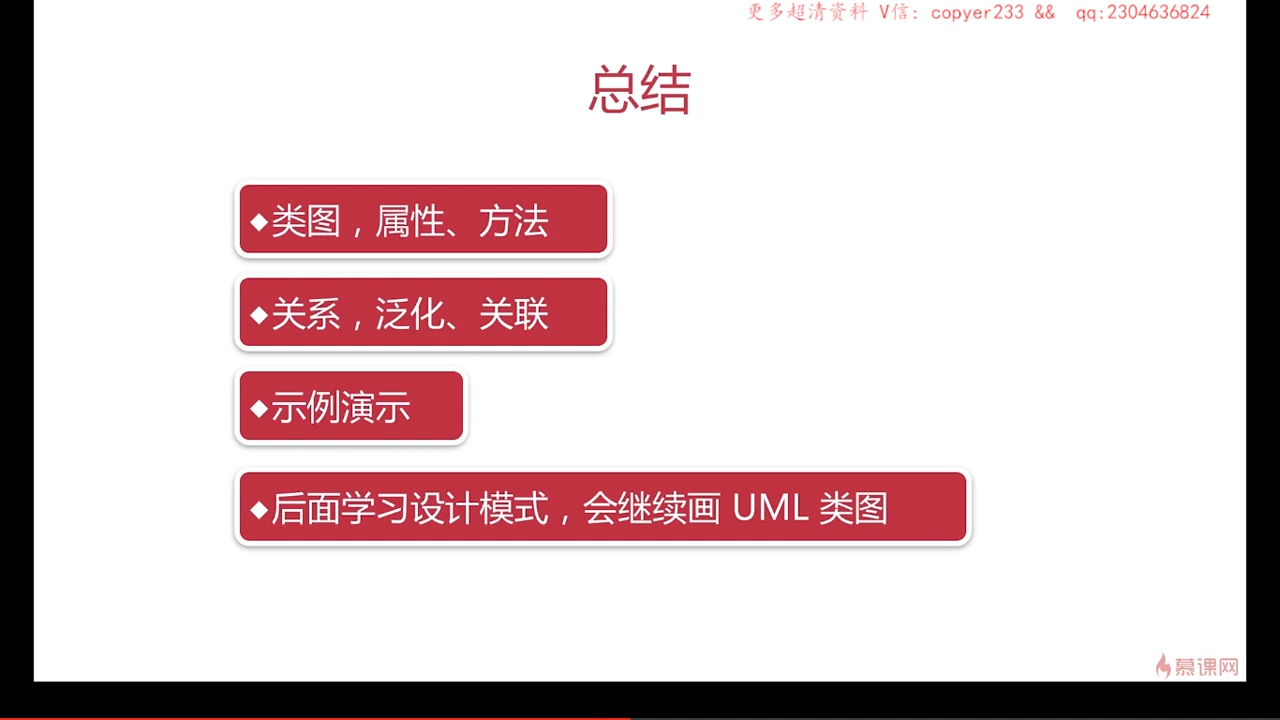 更多超清资料 V信: copyer233 && qq:2304636824
总结
◆类图，属性、方法
◆关系，泛化、关联
◆示例演示
◆后面学习设计模式，会继续画 UML 类图
慕课网